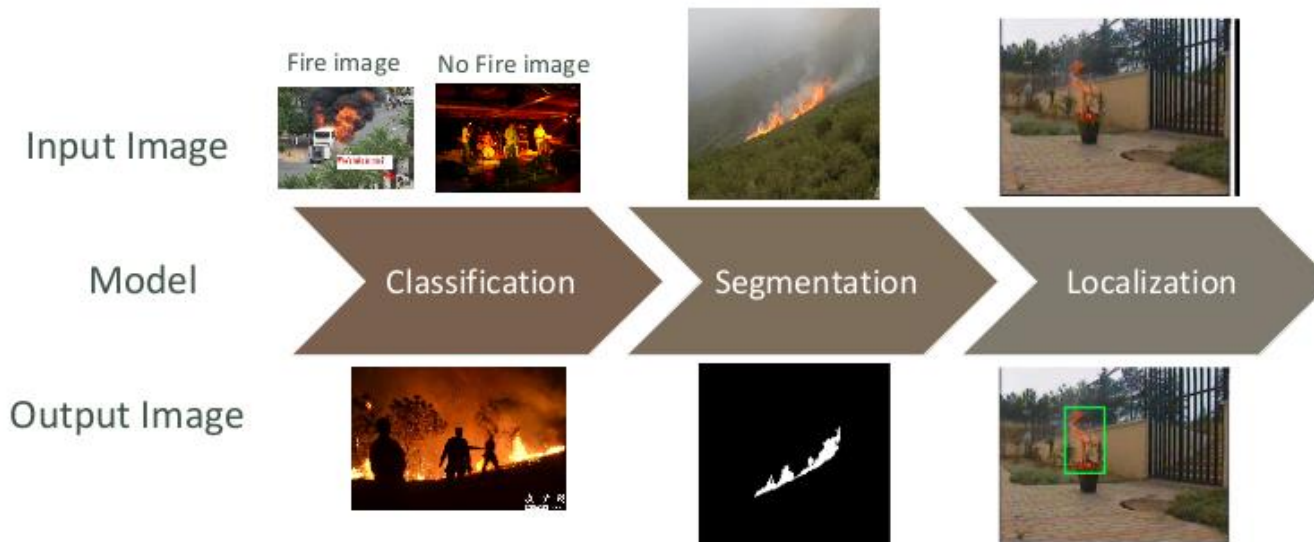 Fire image
No Fire image
Input Image
Model
Classification
Segmentation
Localization
Output Image